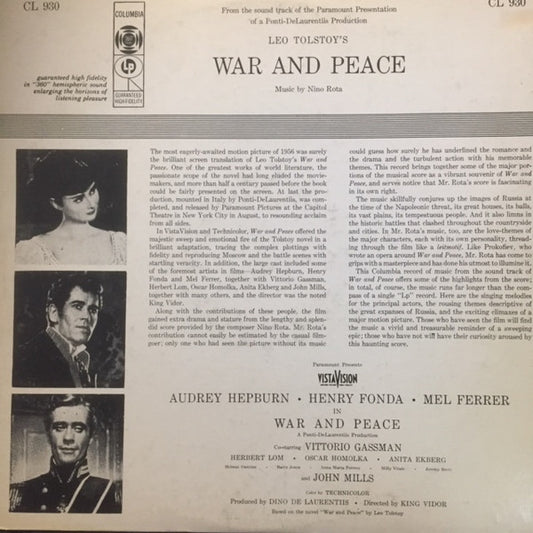 CL 930
COLUMBIA
LP
GUARANTEED
HIGH-FIDELITY
From the sound track of the Paramount Presentation
of a Ponti-DeLaurentiis Production
CL 930
LEO TOLSTOY'S
WAR AND PEACE
Music by Nino Rota
guaranteed high fidelity
in "360" hemispheric sound
enlarging the horizons of
listening pleasure
The most eagerly-awaited motion picture of 1956 was surely
the brilliant screen translation of Leo Tolstoy's War and
Peace. One of the greatest works of world literature, the
passionate scope of the novel had long eluded the movie-
makers, and more than half a century passed before the book
could be fairly presented on the screen. At last the pro-
duction, mounted in Italy by Ponti-DeLaurentiis, was com-
pleted, and released by Paramount Pictures at the Capitol
Theatre in New York City in August, to resounding acclaim
from all sides.
In VistaVision and Technicolor, War and Peace offered the
majestic sweep and emotional fire of the Tolstoy novel in a
brilliant adaptation, tracing the complex plottings with
fidelity and reproducing Moscow and the battle scenes with
startling veracity. In addition, the large cast included some
of the foremost artists in films—Audrey Hepburn, Henry
Fonda and Mel Ferrer, together with Vittorio Gassman,
Herbert Lom, Oscar Homolka, Anita Ekberg and John Mills,
together with many others, and the director was the noted
King Vidor.
Along with the contributions of these people, the film
gained extra drama and stature from the lengthy and splen-
did score provided by the composer Nino Rota. Mr. Rota's
contribution cannot easily be estimated by the casual film-
goer; only one who had seen the picture without its music
could guess how surely he has underlined the romance and
the drama and the turbulent action with his memorable
themes. This record brings together some of the major por-
tions of the musical score as a vibrant souvenir of War and
Peace, and serves notice that Mr. Rota's score is fascinating
in its own right.
The music skillfully conjures up the images of Russia at
the time of the Napoleonic threat, its great houses, its balls,
its vast plains, its tempestuous people. And it also limns in
the historic battles that clashed throughout the countryside
and cities. In Mr. Rota's music, too, are the love-themes of
the major characters, each with its own personality, thread-
ing through the film like a leitmotif. Like Prokofiev, who
wrote an opera around War and Peace, Mr. Rota has come to
grips with a masterpiece and has done his utmost to illumine it.
This Columbia record of music from the sound track of
War and Peace offers some of the highlights from the score;
in total, of course, the music runs far longer than the com-
pass of a single "Lp" record. Here are the singing melodies
for the principal actors, the rousing themes descriptive of
the great expanses of Russia, and the exciting climaxes of a
major motion picture. Those who have seen the film will find
the music a vivid and treasurable reminder of a sweeping
epic; those who have not will have their curiosity aroused by
this haunting score.
Paramount Presents
VISTAVISION
AUDREY HEPBURN · HENRY FONDA · MEL FERRER
IN
WAR AND PEACE
A Ponti-DeLaurentiis Production
Co-starring VITTORIO GASSMAN
HERBERT LOM · OSCAR HOMOLKA · ANITA EKBERG
Helmut Dantine · Barry Jones · Anna Maria Ferrero · Milly Vitale · Jeremy Brett
and JOHN MILLS
Color by TECHNICOLOR
Produced by DINO DE LAURENTIIS · Directed by KING VIDOR
Based on the novel "War and Peace" by Leo Tolstoy